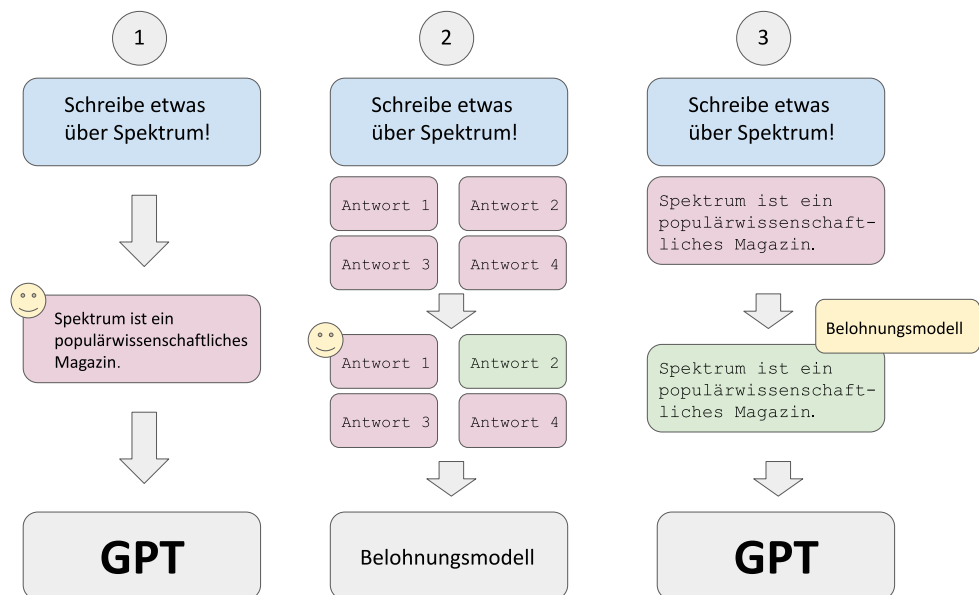 1
Schreibe etwas
über Spektrum!
Spektrum ist ein
populärwissenschaftliches
Magazin.
GPT
2
Schreibe etwas
über Spektrum!
Antwort 1
Antwort 2
Antwort 3
Antwort 4
Antwort 1
Antwort 2
Antwort 3
Antwort 4
Belohnungsmodell
3
Schreibe etwas
über Spektrum!
Spektrum ist ein
populärwissenschaft-
liches Magazin.
Belohnungsmodell
Spektrum ist ein
populärwissenschaft-
liches Magazin.
GPT